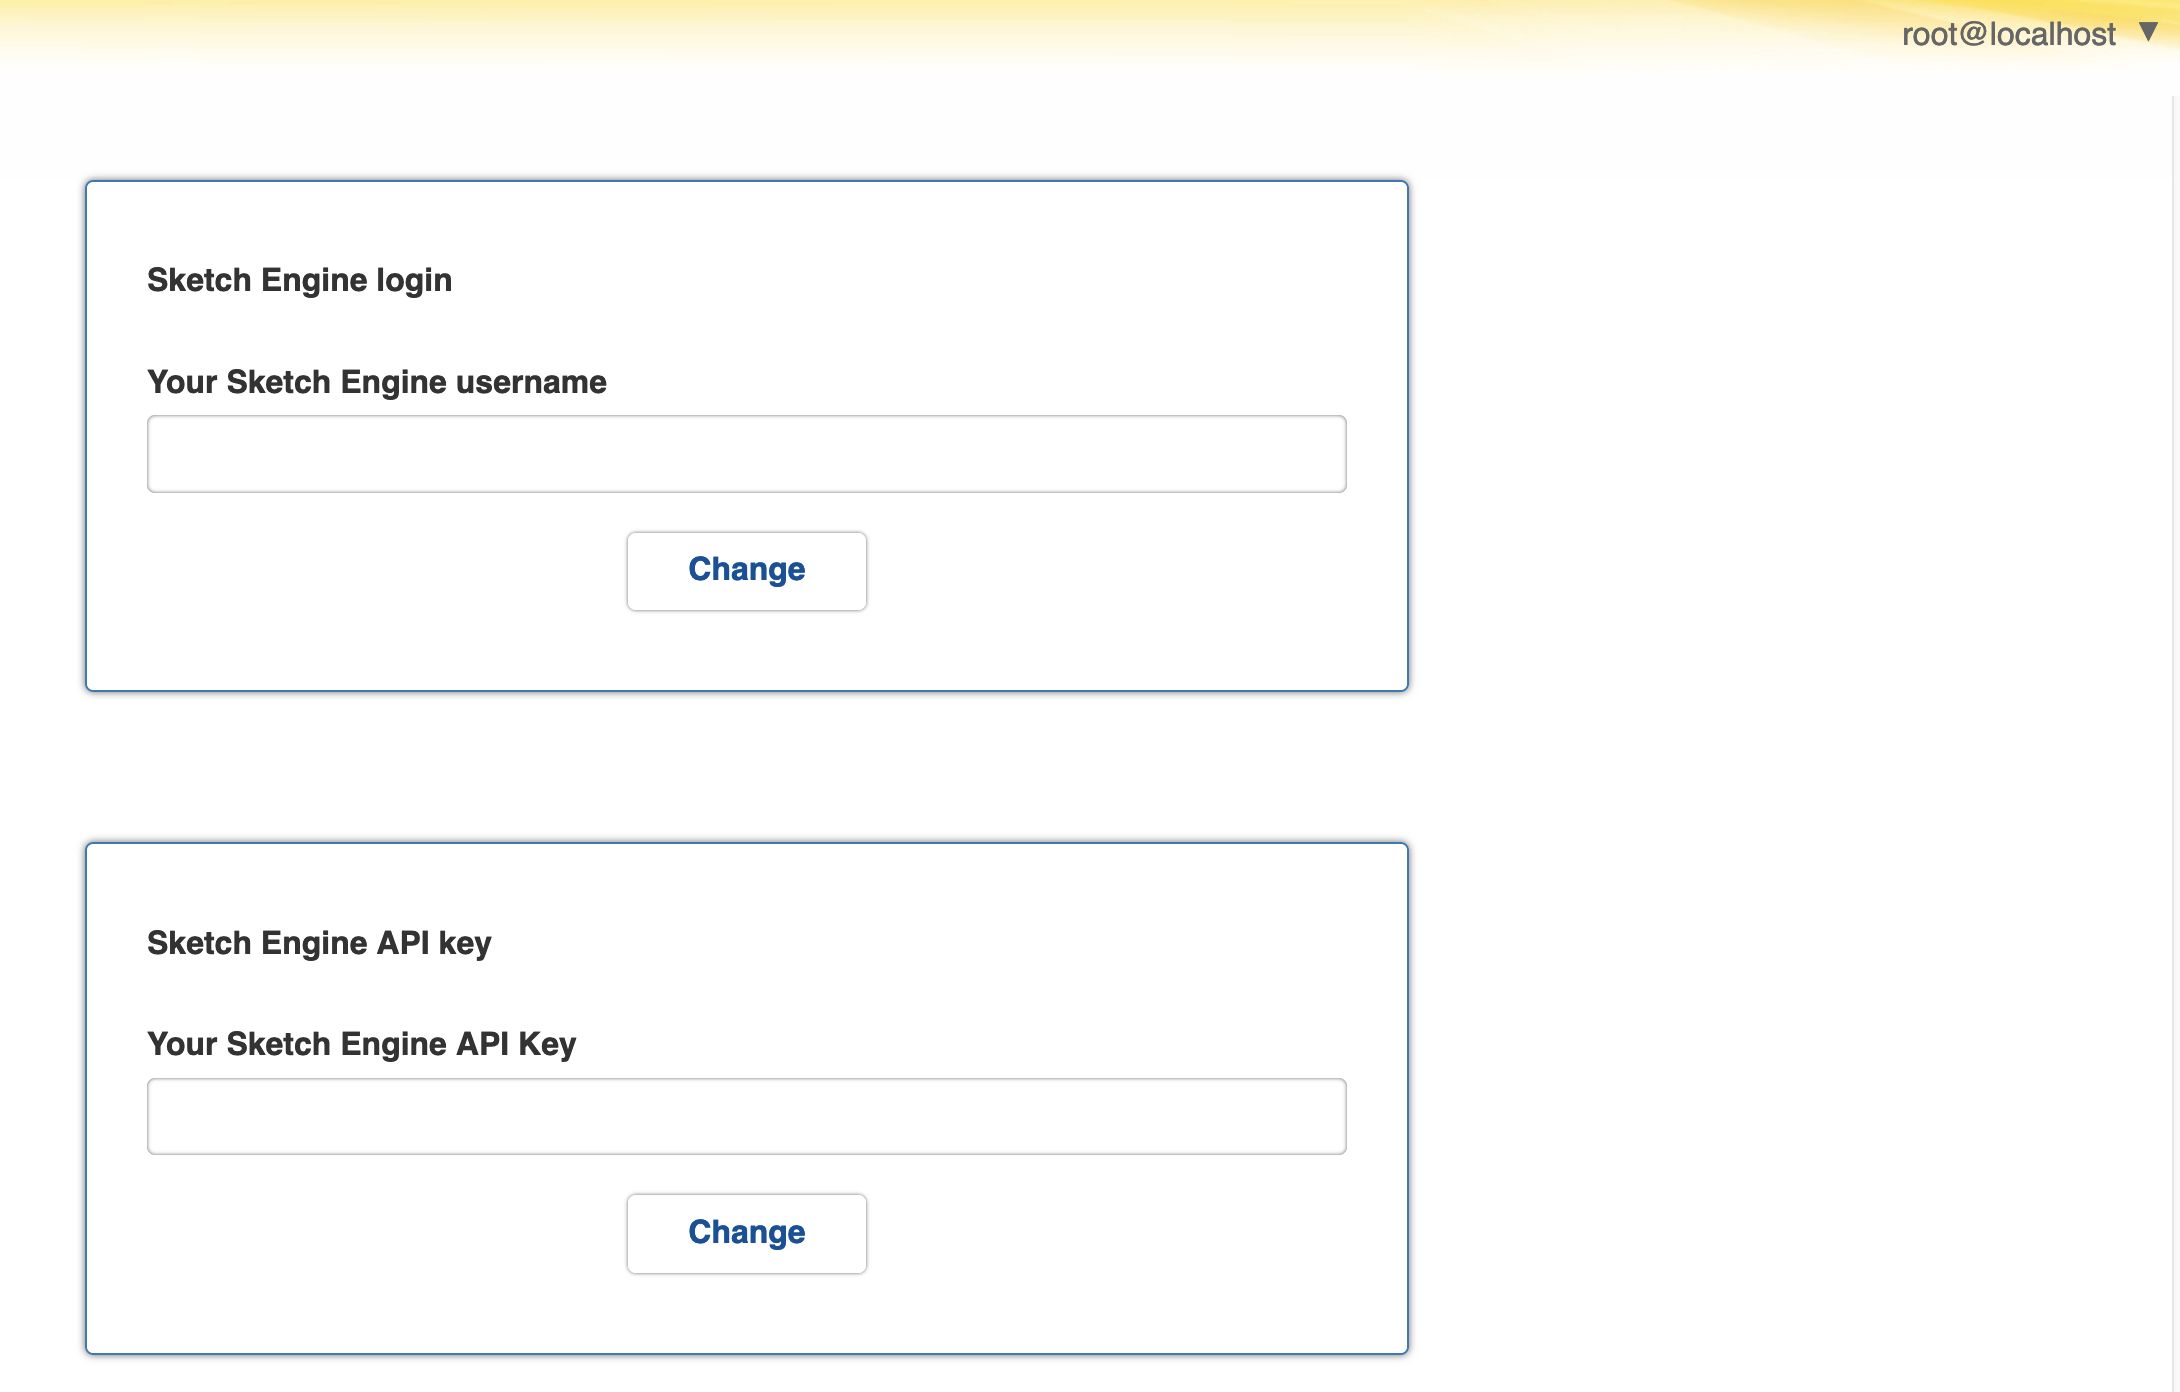 root@localhost ▼
Sketch Engine login
Your Sketch Engine username
Change
Sketch Engine API key
Your Sketch Engine API Key
Change